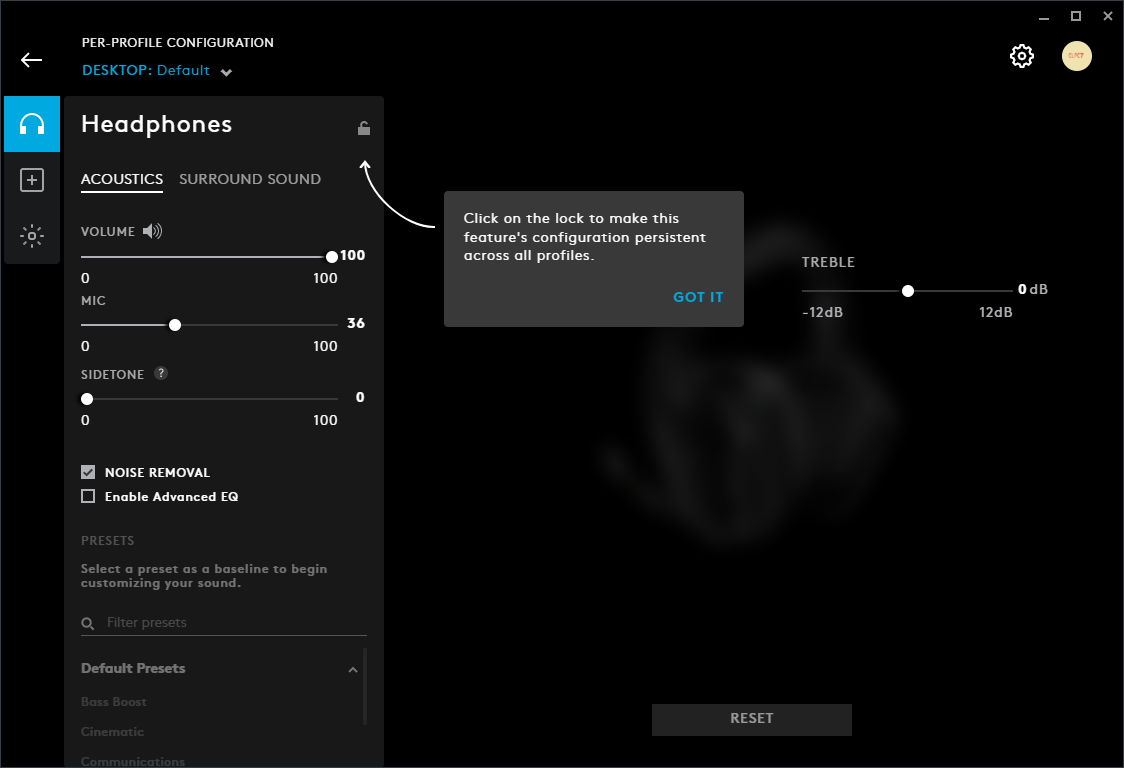 PER-PROFILE CONFIGURATION
DESKTOP: Default
Headphones
ACOUSTICS SURROUND SOUND
VOLUME
100
0 100
MIC
36
0 100
SIDETONE ?
0
0 100
NOISE REMOVAL
Enable Advanced EQ
PRESETS
Select a preset as a baseline to begin
customizing your sound.
Filter presets
Default Presets
Bass Boost
Cinematic
Communications
Click on the lock to make this
feature's configuration persistent
across all profiles.
GOT IT
TREBLE
0 dB
-12dB 12dB
RESET